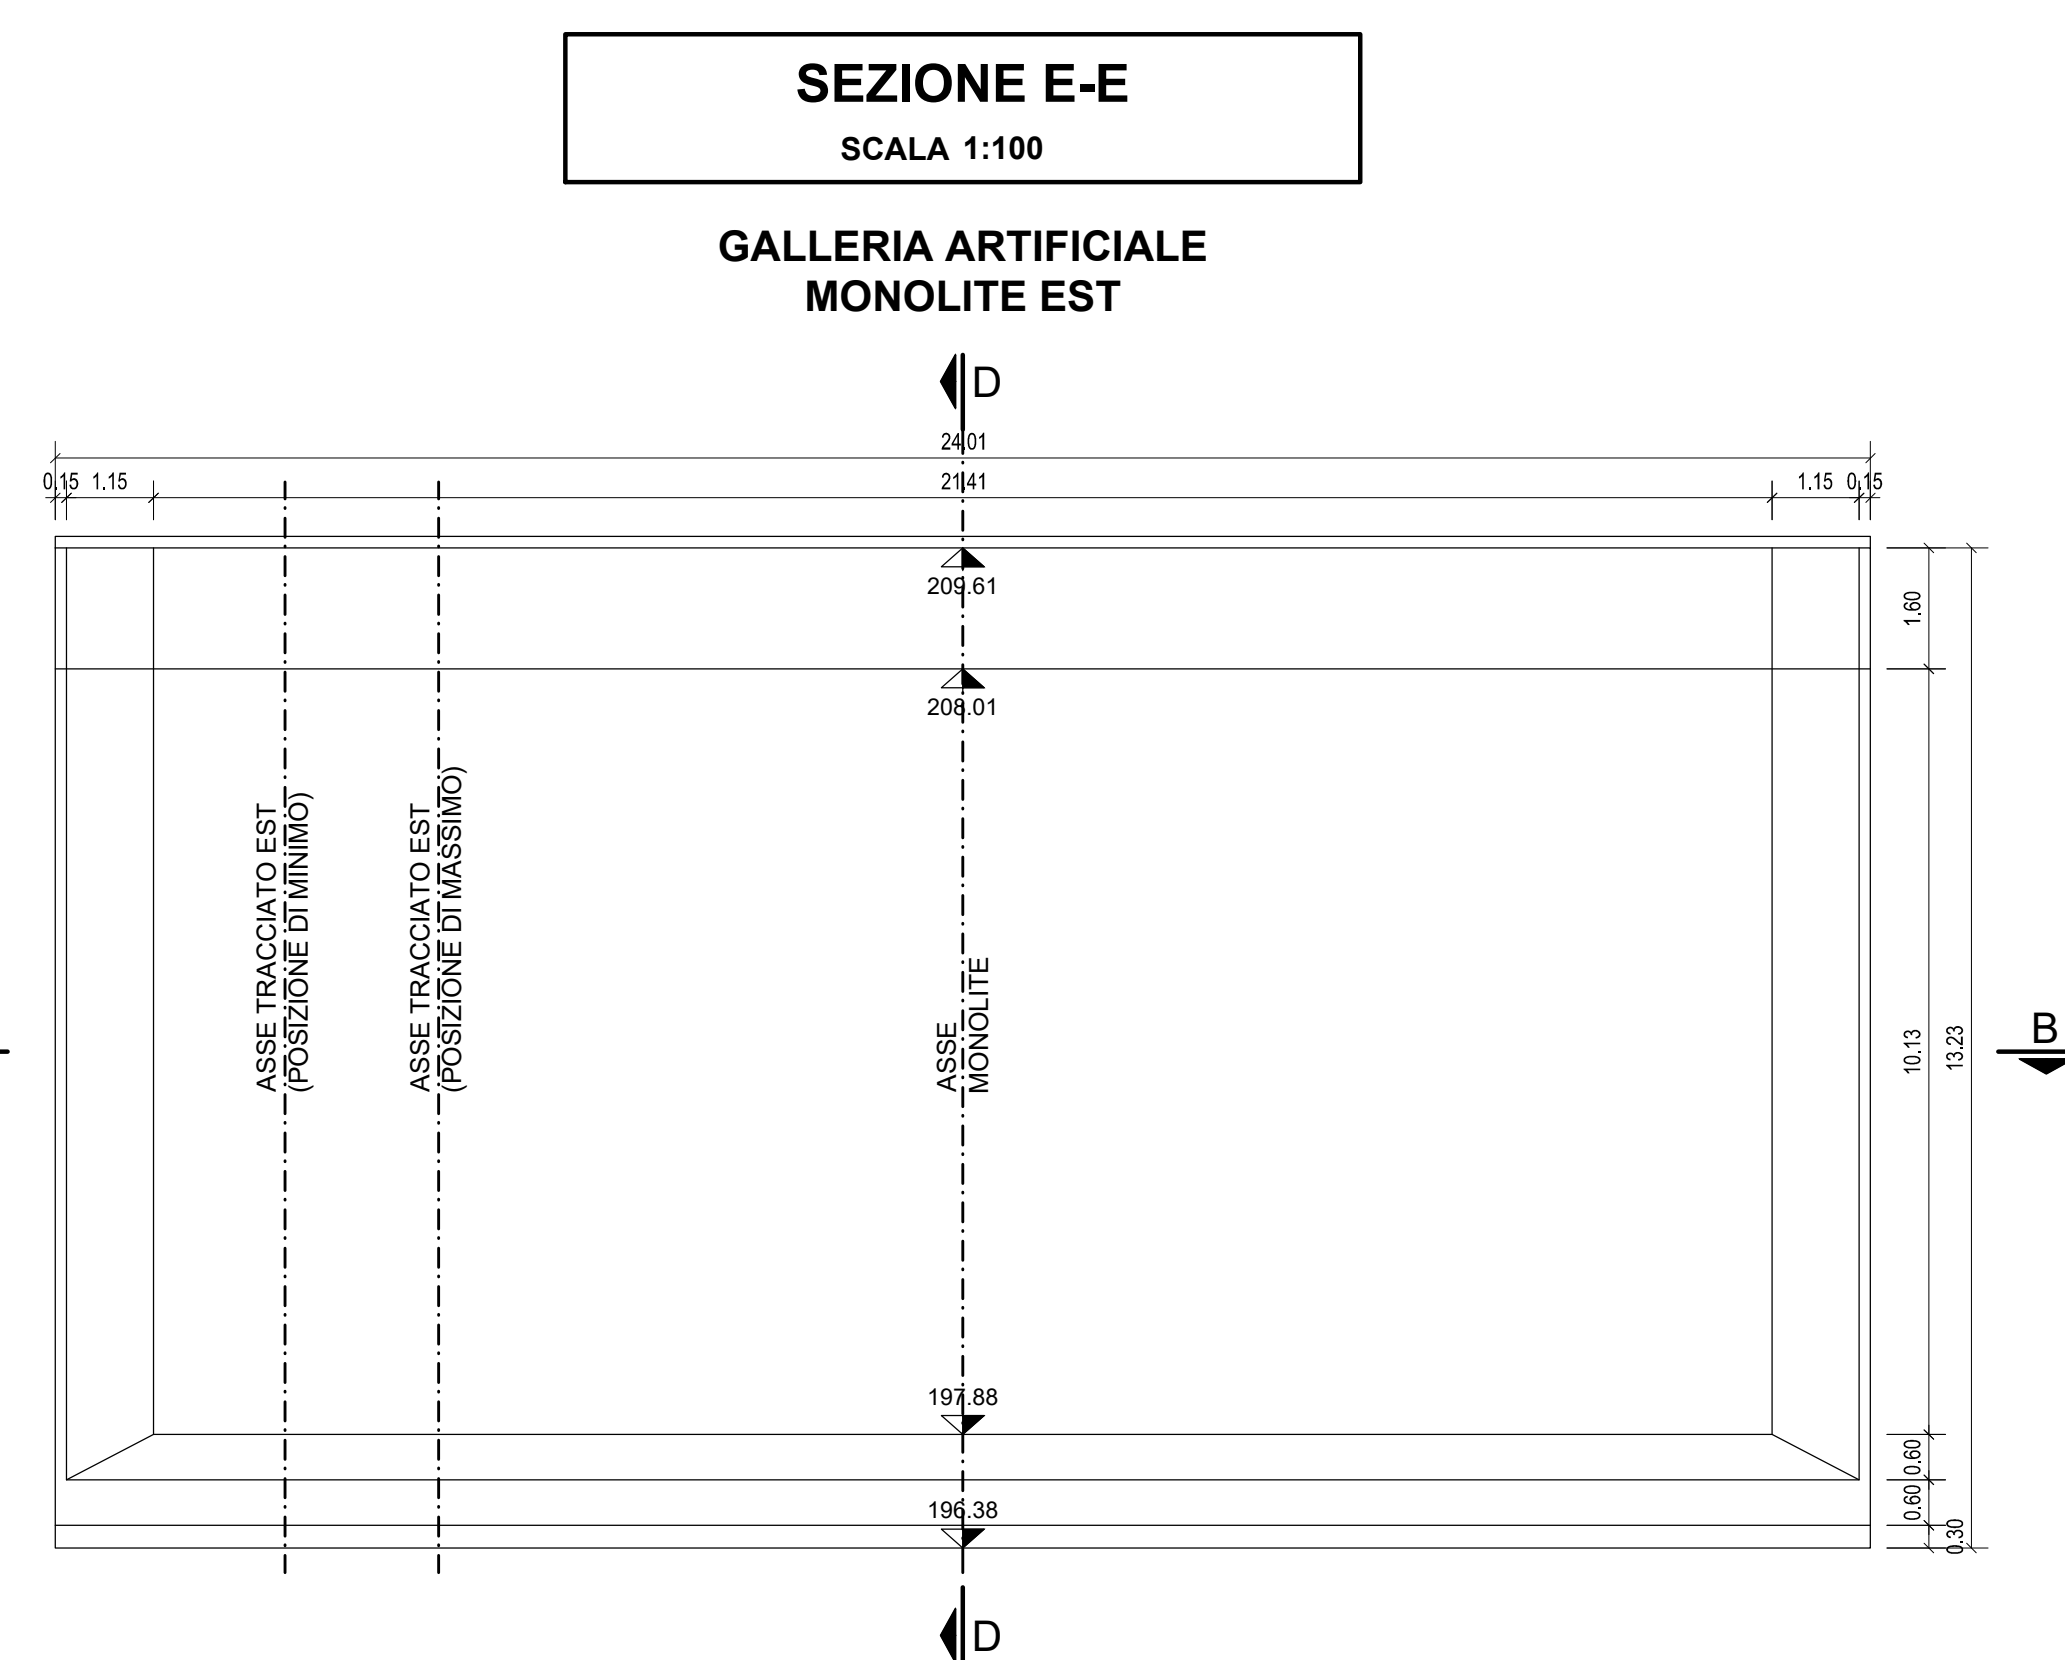 SEZIONE E-E
SCALA 1:100
GALLERIA ARTIFICIALE
MONOLITE EST
D
24.01
0.15 1.15 21.41 1.15 0.15
209.61
1.60
208.01
ASSE TRACCIATO EST
(POSIZIONE DI MINIMO)
ASSE TRACCIATO EST
(POSIZIONE DI MASSIMO)
ASSE
MONOLITE
10.13
13.23
B
197.88
0.60
196.38
0.60
0.30
D